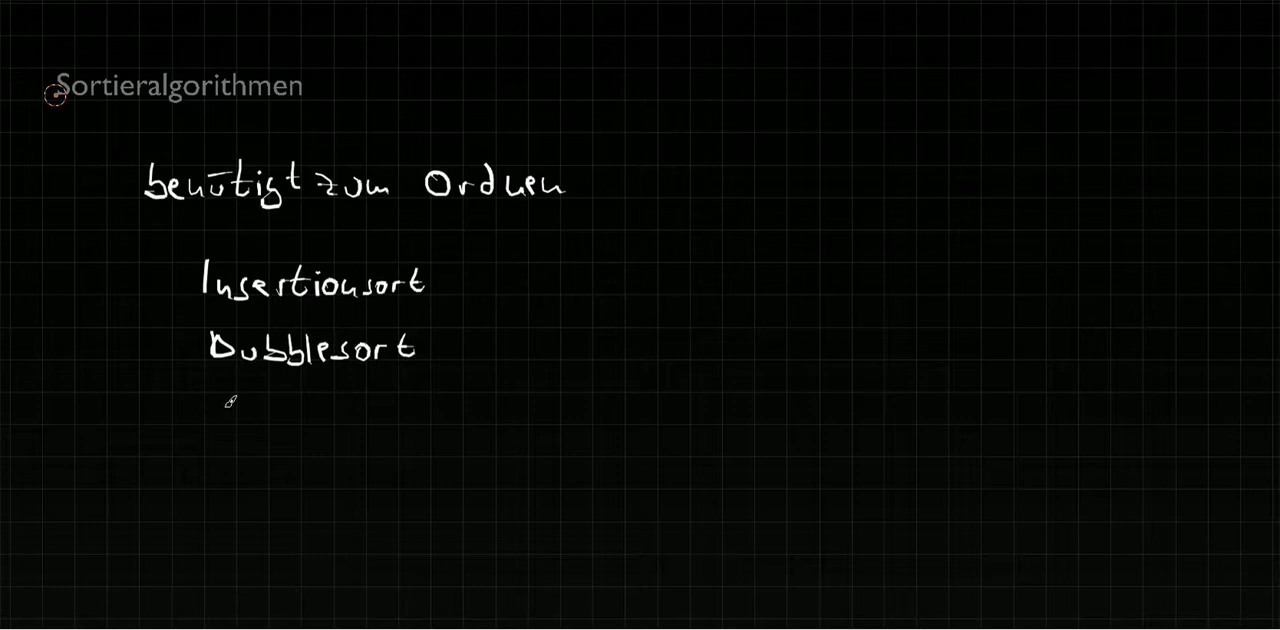 Sortieralgorithmen
benötigt zum Ordnen
Insertionsort
Bubblesort